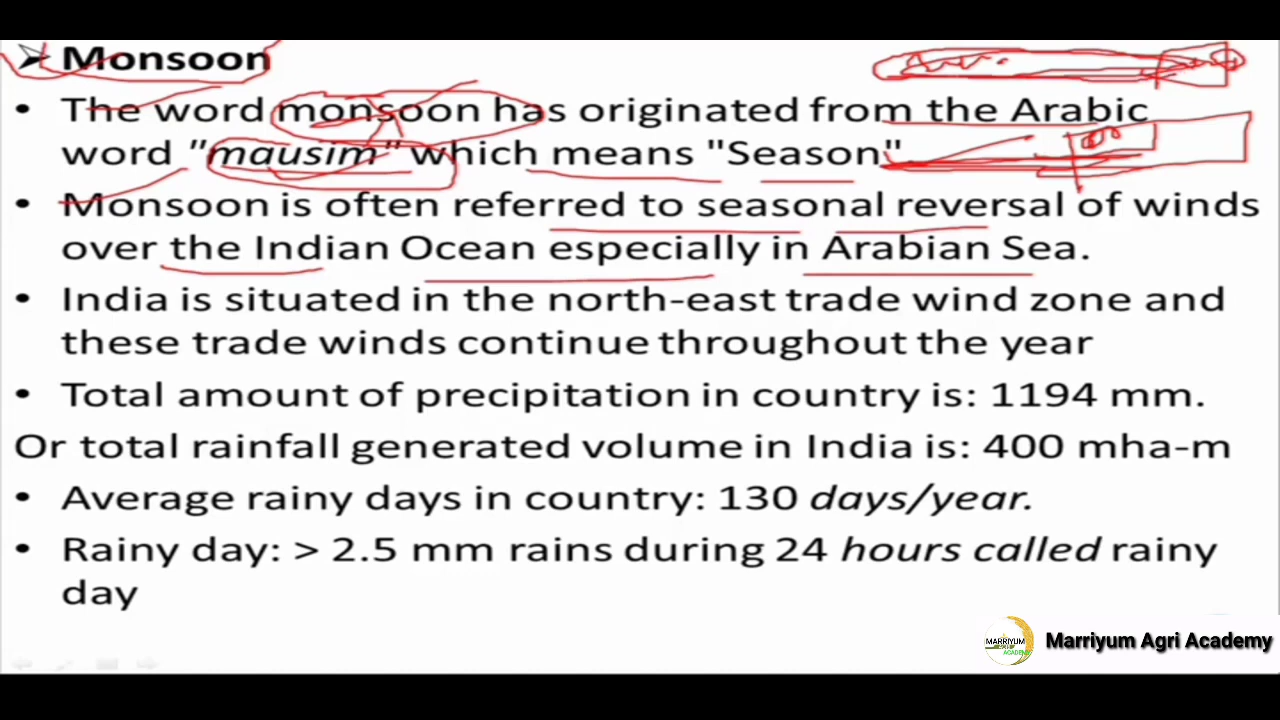 ➢ Monsoon
• The word monsoon has originated from the Arabic
word "mausim" which means "Season"
• Monsoon is often referred to seasonal reversal of winds
over the Indian Ocean especially in Arabian Sea.
• India is situated in the north-east trade wind zone and
these trade winds continue throughout the year
• Total amount of precipitation in country is: 1194 mm.
Or total rainfall generated volume in India is: 400 mha-m
• Average rainy days in country: 130 days/year.
• Rainy day: > 2.5 mm rains during 24 hours called rainy
day
MARRIYUM
ACADEMY
Marriyum Agri Academy